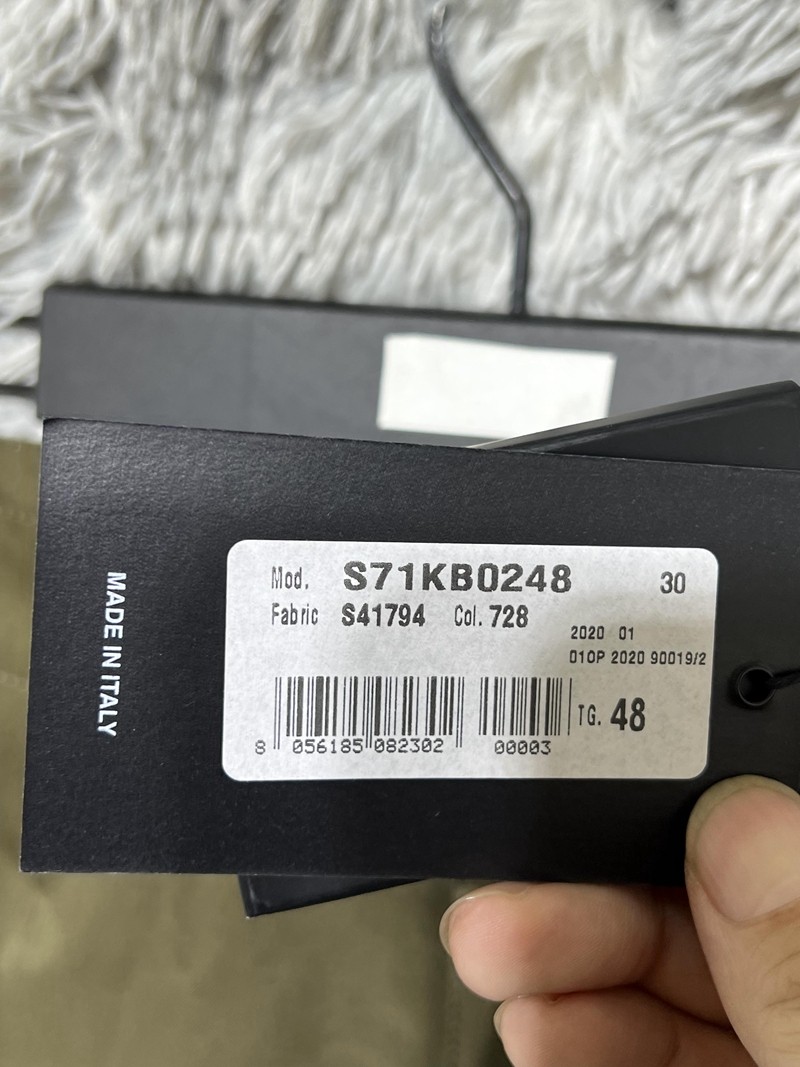 MADE IN ITALY
Mod. S71KB0248 30
Fabric S41794 Col. 728
2020 01
010P 2020 90019/2
TG. 48
8 056185 082302 00003